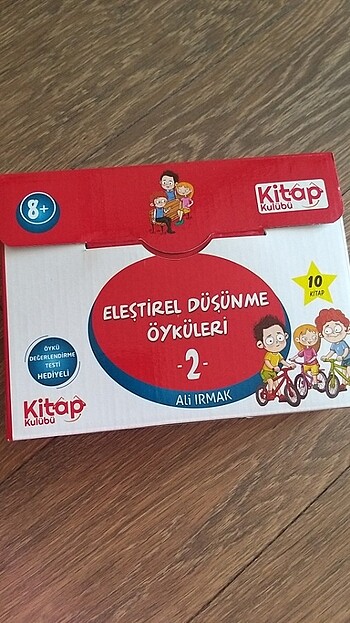 8+
Kitap
Kulübü
10
KİTAP
ELEŞTİREL DÜŞÜNME
ÖYKÜLERİ
-2-
Ali IRMAK
ÖYKÜ
DEĞERLENDİRME
TESTİ
HEDİYELİ
Kitap
Kulübü